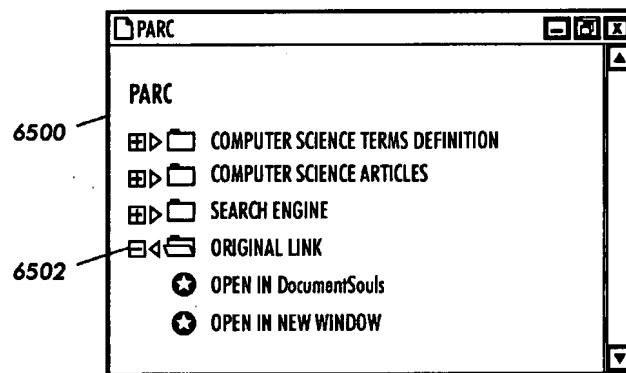 PARC
PARC
6500
COMPUTER SCIENCE TERMS DEFINITION
COMPUTER SCIENCE ARTICLES
SEARCH ENGINE
6502
ORIGINAL LINK
OPEN IN DocumentSouls
OPEN IN NEW WINDOW